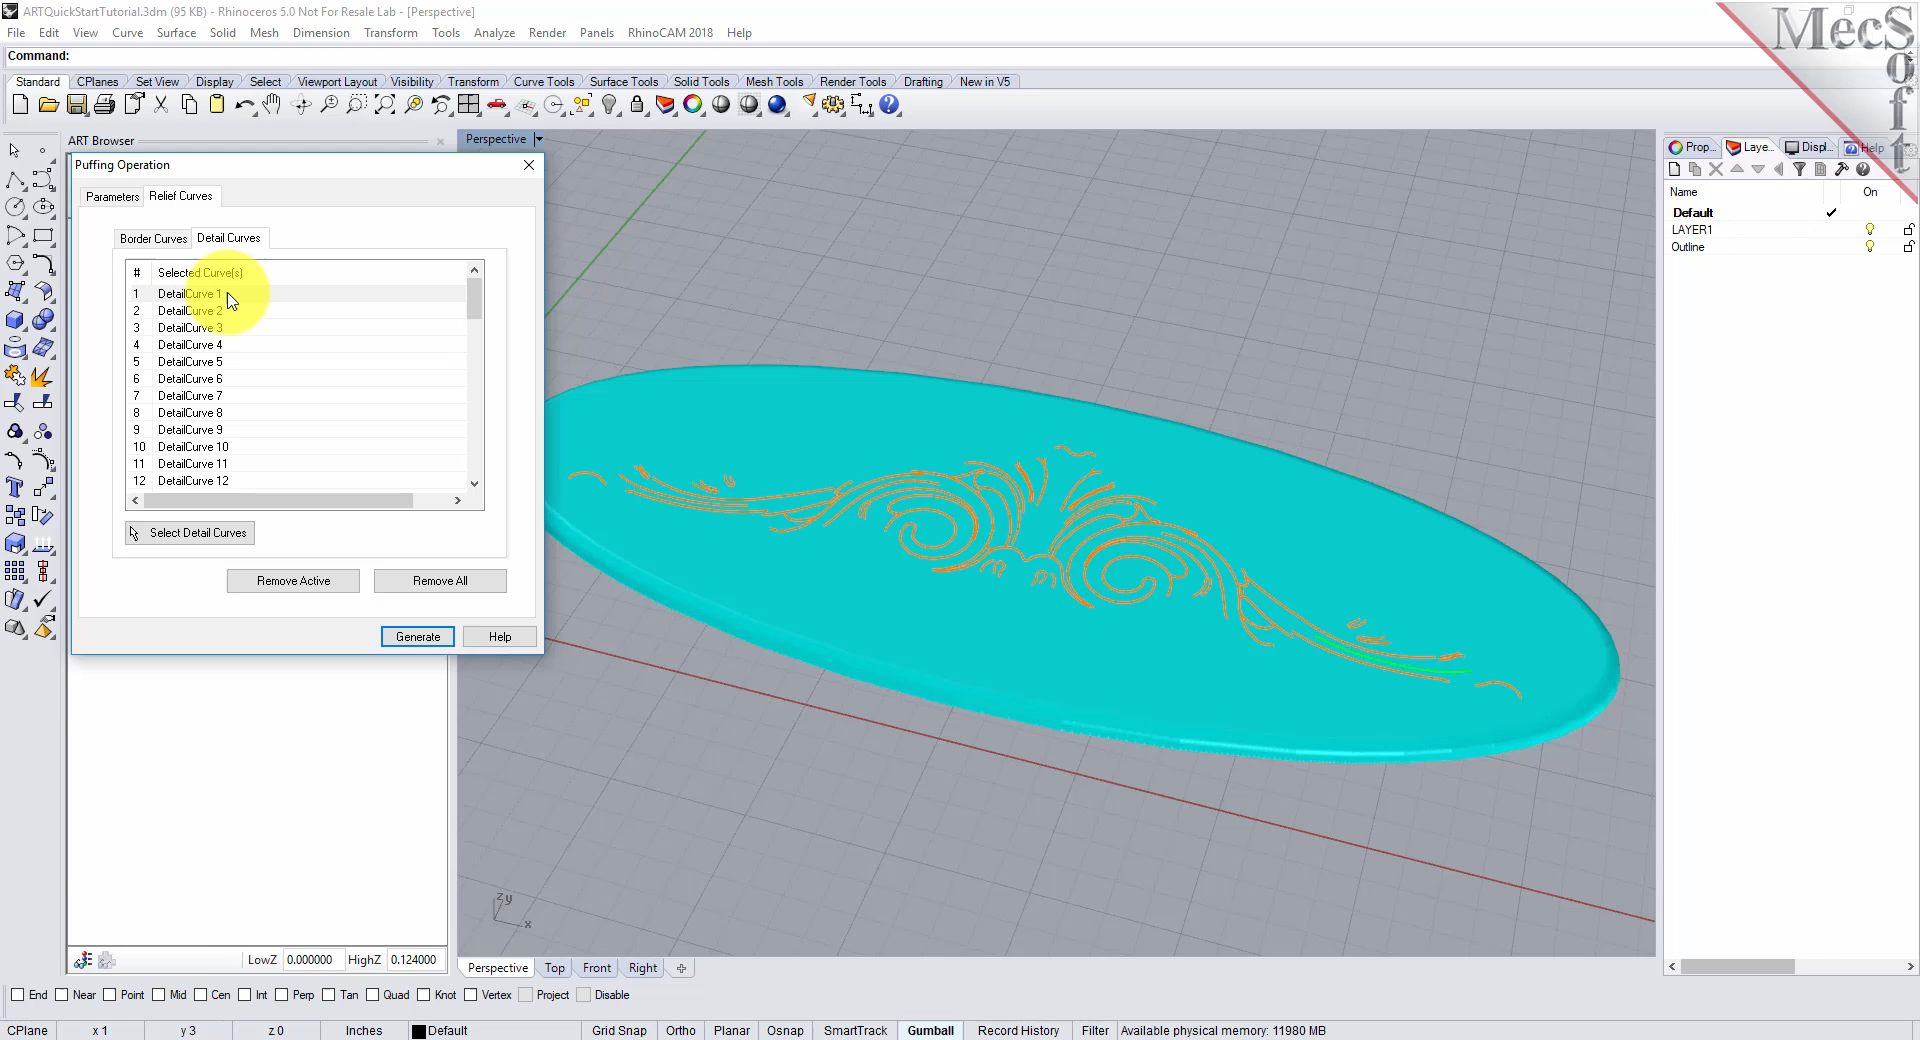 ARTQuickStartTutorial.3dm (95 KB) - Rhinoceros 5.0 Not For Resale Lab - [Perspective]
File Edit View Curve Surface Solid Mesh Dimension Transform Tools Analyze Render Panels RhinoCAM 2018 Help
Command:
Standard CPlanes Set View Display Select Viewport Layout Visibility Transform Curve Tools Surface Tools Solid Tools Mesh Tools Render Tools Drafting New in V5
MecSoft
ART Browser
Perspective
Prop... Laye... Displ... Help
Puffing Operation
Parameters Relief Curves
Border Curves Detail Curves
# Selected Curve(s)
1 DetailCurve 1
2 DetailCurve 2
3 DetailCurve 3
4 DetailCurve 4
5 DetailCurve 5
6 DetailCurve 6
7 DetailCurve 7
8 DetailCurve 8
9 DetailCurve 9
10 DetailCurve 10
11 DetailCurve 11
12 DetailCurve 12
Select Detail Curves
Remove Active Remove All
Generate Help
Name On
Default
LAYER1
Outline
z y
x
LowZ 0.000000 HighZ 0.124000
Perspective Top Front Right
End Near Point Mid Cen Int Perp Tan Quad Knot Vertex Project Disable
CPlane x 1 y 3 z 0 Inches Default Grid Snap Ortho Planar Osnap SmartTrack Gumball Record History Filter Available physical memory: 11980 MB